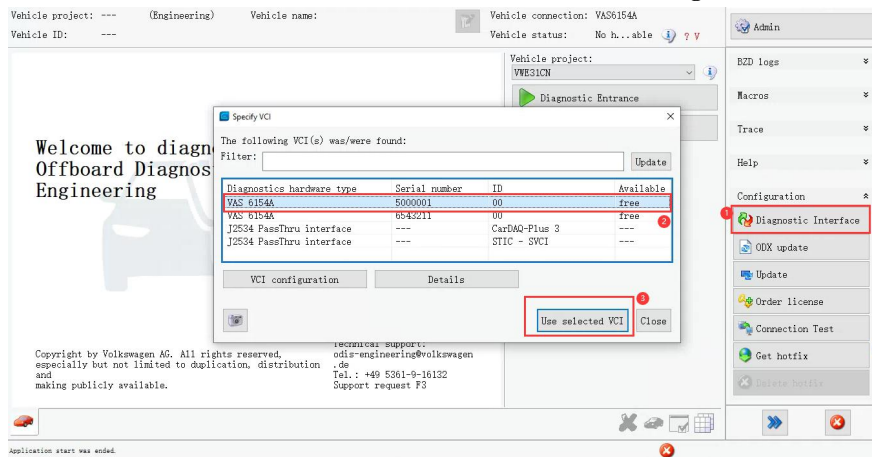 Vehicle project: --- (Engineering) Vehicle name:
Vehicle ID: ---
Vehicle connection: VAS6154A
Vehicle status: No h...able i ? V
Admin
Vehicle project:
VWE31CN
Diagnostic Entrance
Welcome to diagn
Offboard Diagnos
Engineering
Specify VCI
The following VCI(s) was/were found:
Filter:
Update
Diagnostics hardware type Serial number ID Available
VAS 6154A 5000001 00 free
VAS 6154A 6543211 00 free
2
J2534 PassThru interface --- CarDAQ-Plus 3 ---
J2534 PassThru interface --- STIC - SVCI ---
VCI configuration
Details
3
Use selected VCI
Close
Technical support:
Copyright by Volkswagen AG. All rights reserved,
especially but not limited to duplication, distribution
and
making publicly available.
odis-engineering@volkswagen
.de
Tel.: +49 5361-9-16132
Support request F3
BZD logs
Macros
Trace
Help
Configuration
1
Diagnostic Interface
ODX update
Update
Order license
Connection Test
Get hotfix
Delete hotfix
Application start was ended.